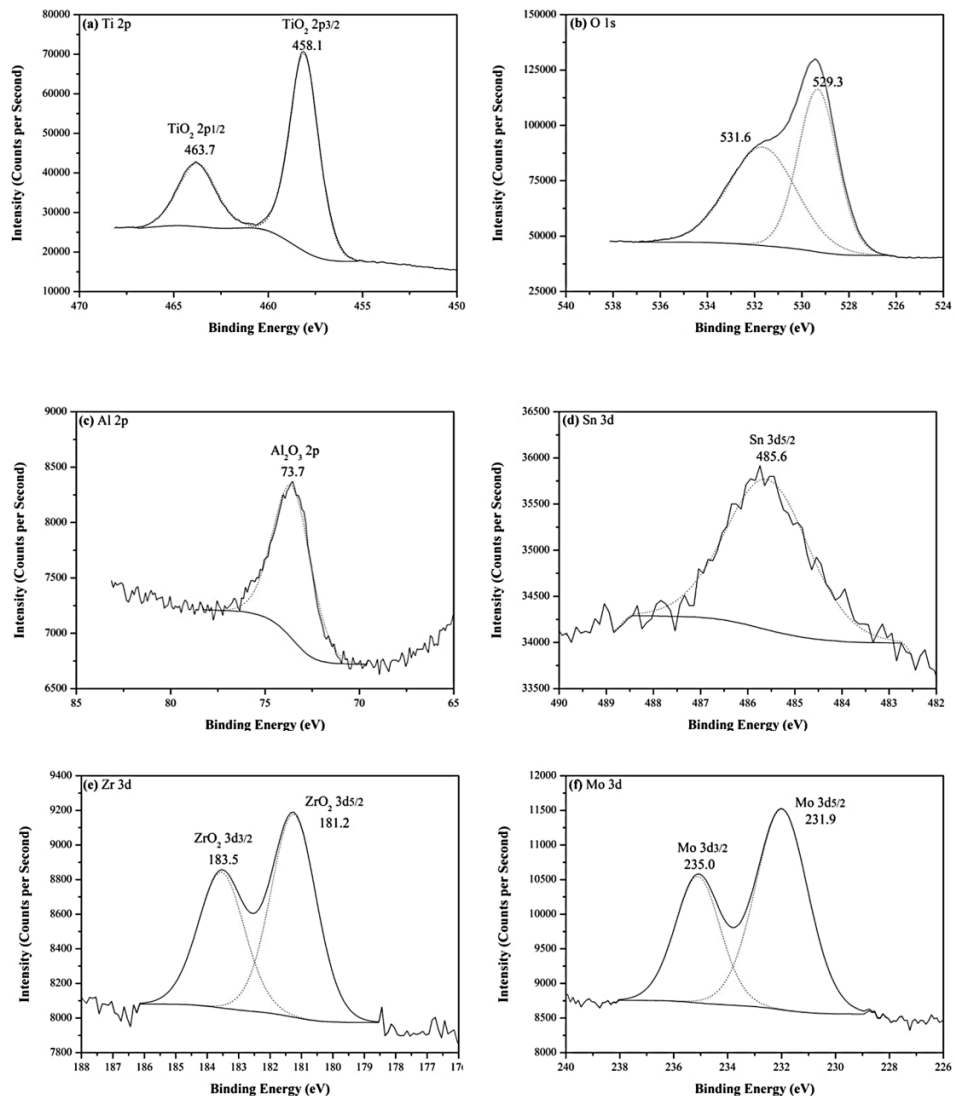 (a) Ti 2p
TiO2 2p3/2
458.1
TiO2 2p1/2
463.7
80000
70000
60000
50000
40000
30000
20000
10000
470 465 460 455 450
Intensity (Counts per Second)
Binding Energy (eV)
(b) O 1s
529.3
531.6
150000
125000
100000
75000
50000
25000
540 538 536 534 532 530 528 526 524
Intensity (Counts per Second)
Binding Energy (eV)
(c) Al 2p
Al2O3 2p
73.7
9000
8500
8000
7500
7000
6500
85 80 75 70 65
Intensity (Counts per Second)
Binding Energy (eV)
(d) Sn 3d
Sn 3d5/2
485.6
36500
36000
35500
35000
34500
34000
33500
490 489 488 487 486 485 484 483 482
Intensity (Counts per Second)
Binding Energy (eV)
(e) Zr 3d
ZrO2 3d5/2
181.2
ZrO2 3d3/2
183.5
9400
9200
9000
8800
8600
8400
8200
8000
7800
188 187 186 185 184 183 182 181 180 179 178 177
Intensity (Counts per Second)
Binding Energy (eV)
(f) Mo 3d
Mo 3d5/2
231.9
Mo 3d3/2
235.0
12000
11500
11000
10500
10000
9500
9000
8500
8000
240 238 236 234 232 230 228 226
Intensity (Counts per Second)
Binding Energy (eV)